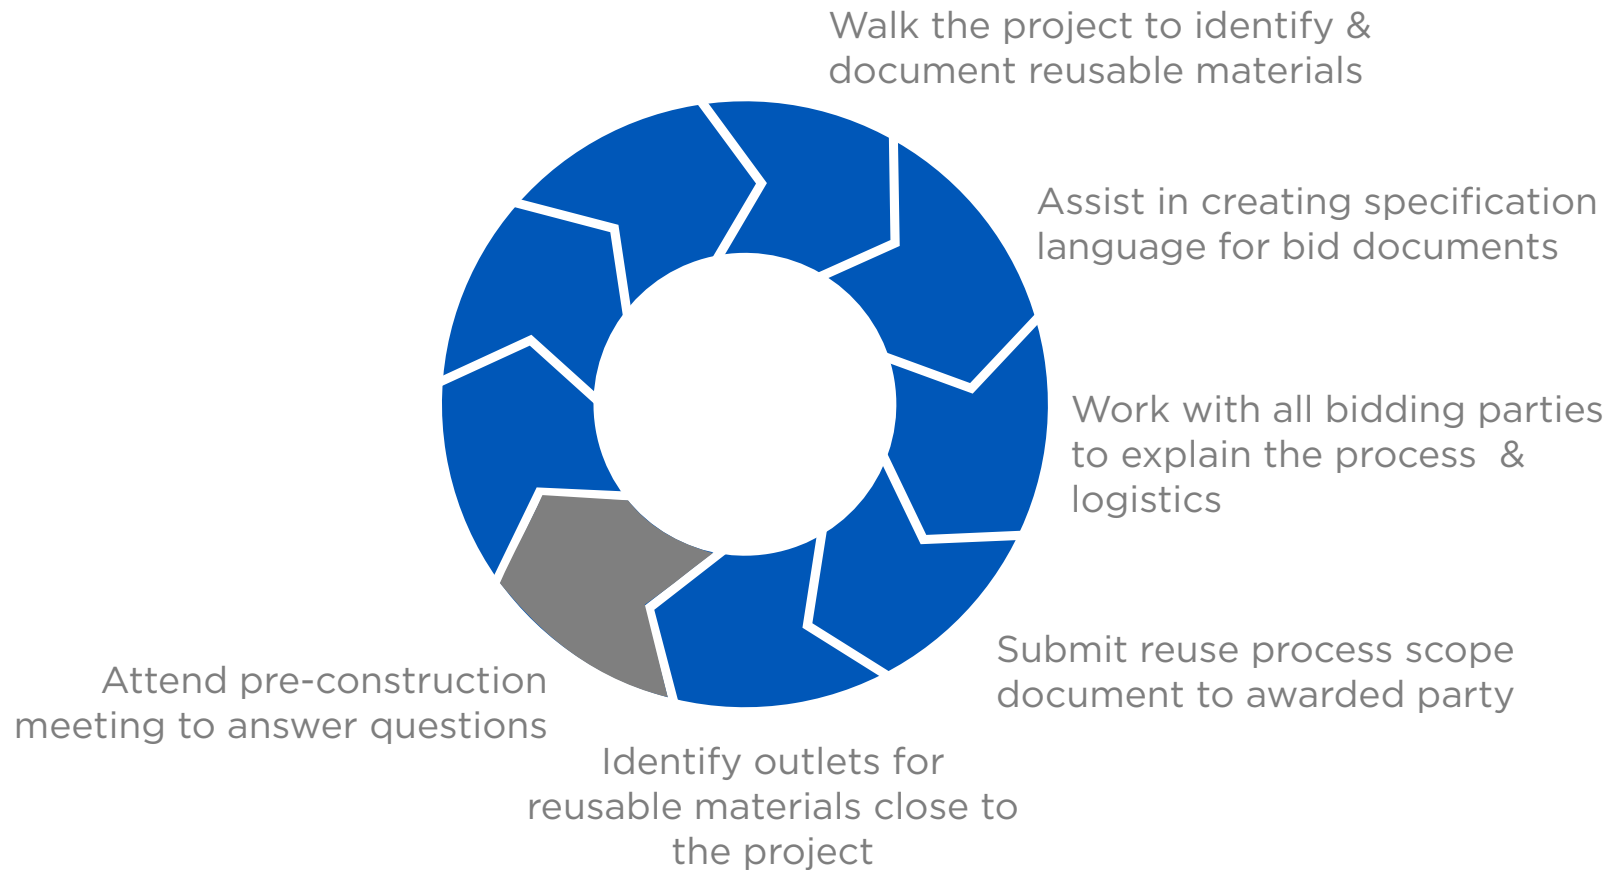 Walk the project to identify &
document reusable materials
Assist in creating specification
language for bid documents
Work with all bidding parties
to explain the process  &
logistics
Submit reuse process scope
document to awarded party
Identify outlets for
reusable materials close to
the project
Attend pre-construction
meeting to answer questions